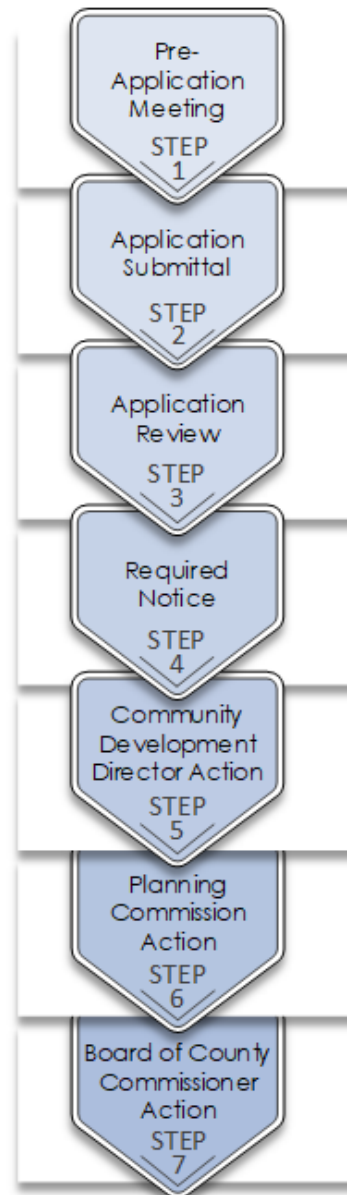 Pre-
Application
Meeting
STEP
1
Application
Submittal
STEP
2
Application
Review
STEP
3
Required
Notice
STEP
4
Community
Development
Director Action
STEP
5
Planning
Commission
Action
STEP
6
Board of County
Commissioner
Action
STEP
7